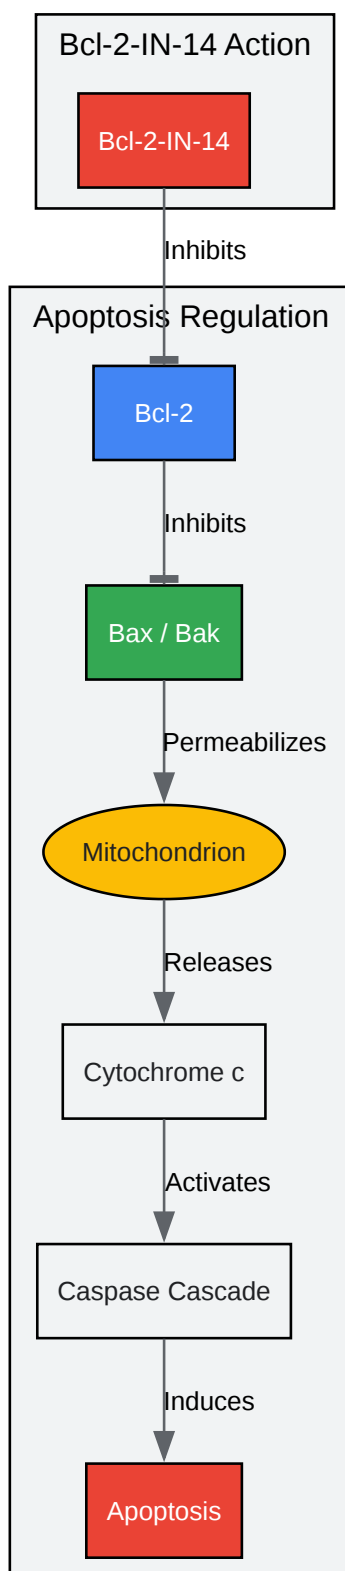 Bcl-2-IN-14 Action
Bcl-2-IN-14
Inhibits
Apoptosis Regulation
Bcl-2
Inhibits
Bax / Bak
Permeabilizes
Mitochondrion
Releases
Cytochrome c
Activates
Caspase Cascade
Induces
Apoptosis